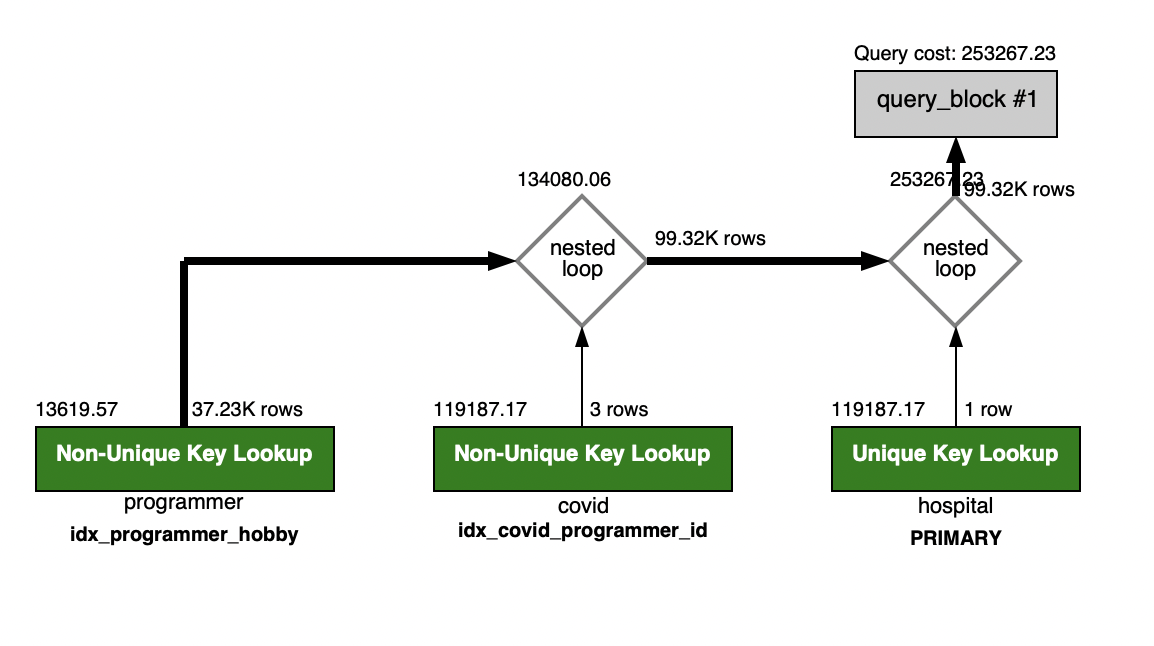 Query cost: 253267.23
query_block #1
134080.06
253267.23
99.32K rows
nested
loop
99.32K rows
nested
loop
13619.57
37.23K rows
119187.17
3 rows
119187.17
1 row
Non-Unique Key Lookup
Non-Unique Key Lookup
Unique Key Lookup
programmer
covid
hospital
idx_programmer_hobby
idx_covid_programmer_id
PRIMARY